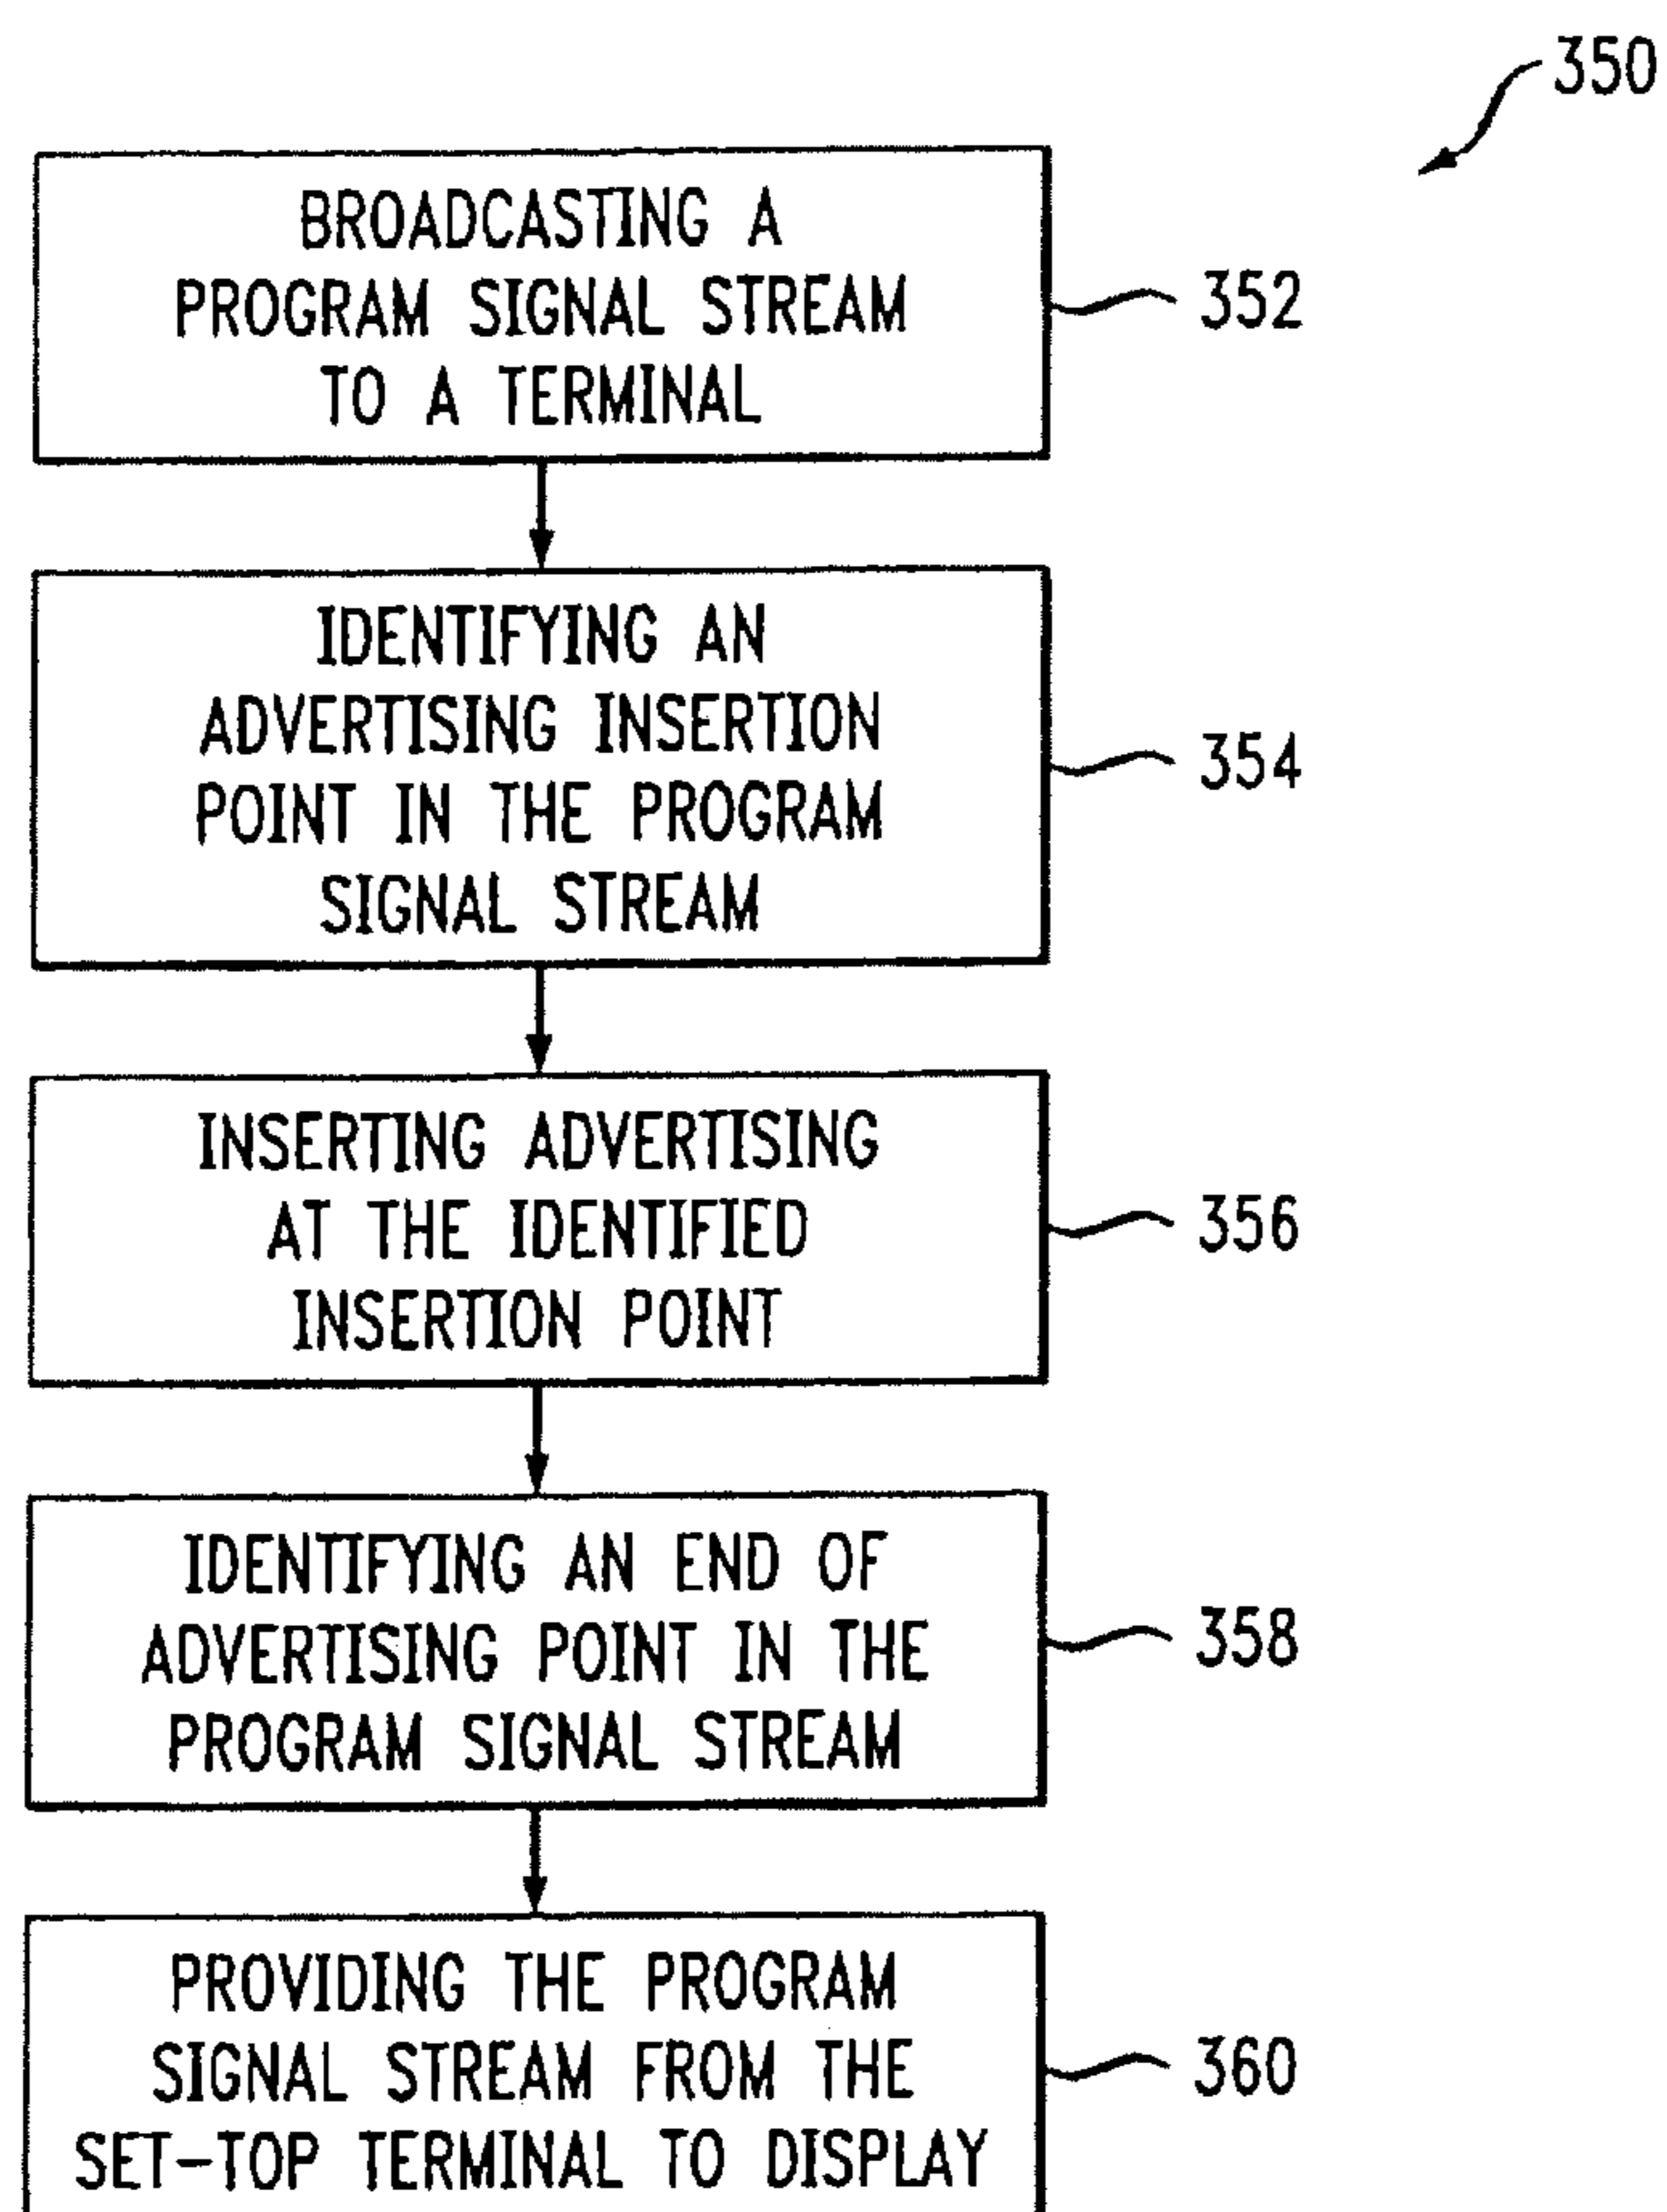 350
BROADCASTING A
PROGRAM SIGNAL STREAM
TO A TERMINAL
352
IDENTIFYING AN
ADVERTISING INSERTION
POINT IN THE PROGRAM
SIGNAL STREAM
354
INSERTING ADVERTISING
AT THE IDENTIFIED
INSERTION POINT
356
IDENTIFYING AN END OF
ADVERTISING POINT IN THE
PROGRAM SIGNAL STREAM
358
PROVIDING THE PROGRAM
SIGNAL STREAM FROM THE
SET-TOP TERMINAL TO DISPLAY
360